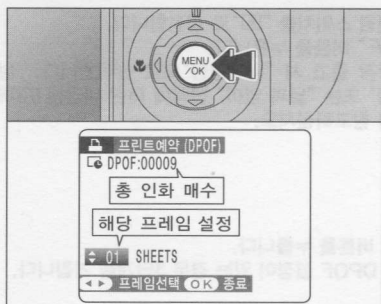 MENU
/OK
프린트예약 (DPOF)
DPOF:00009
총 인화 매수
해당 프레임 설정
01 SHEETS
프레임선택 OK 종료